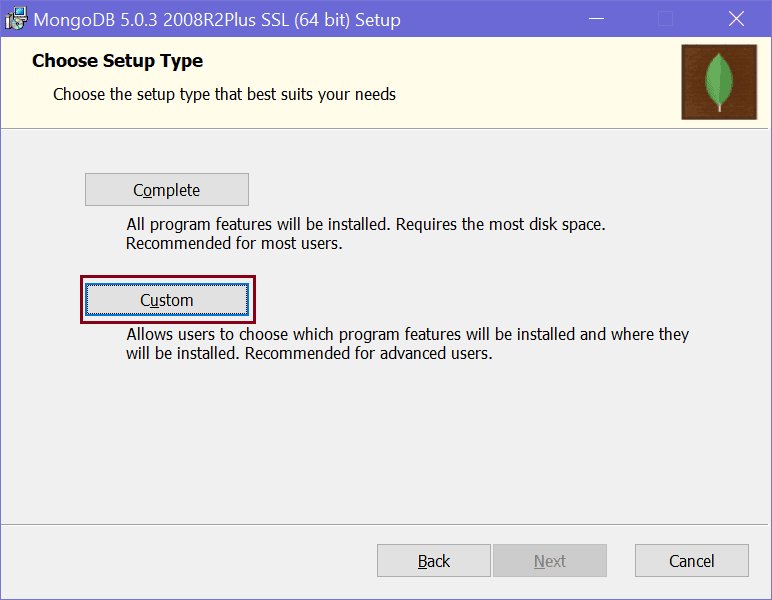 MongoDB 5.0.3 2008R2Plus SSL (64 bit) Setup
Choose Setup Type
Choose the setup type that best suits your needs
Complete
All program features will be installed. Requires the most disk space.
Recommended for most users.
Custom
Allows users to choose which program features will be installed and where they
will be installed. Recommended for advanced users.
Back
Next
Cancel